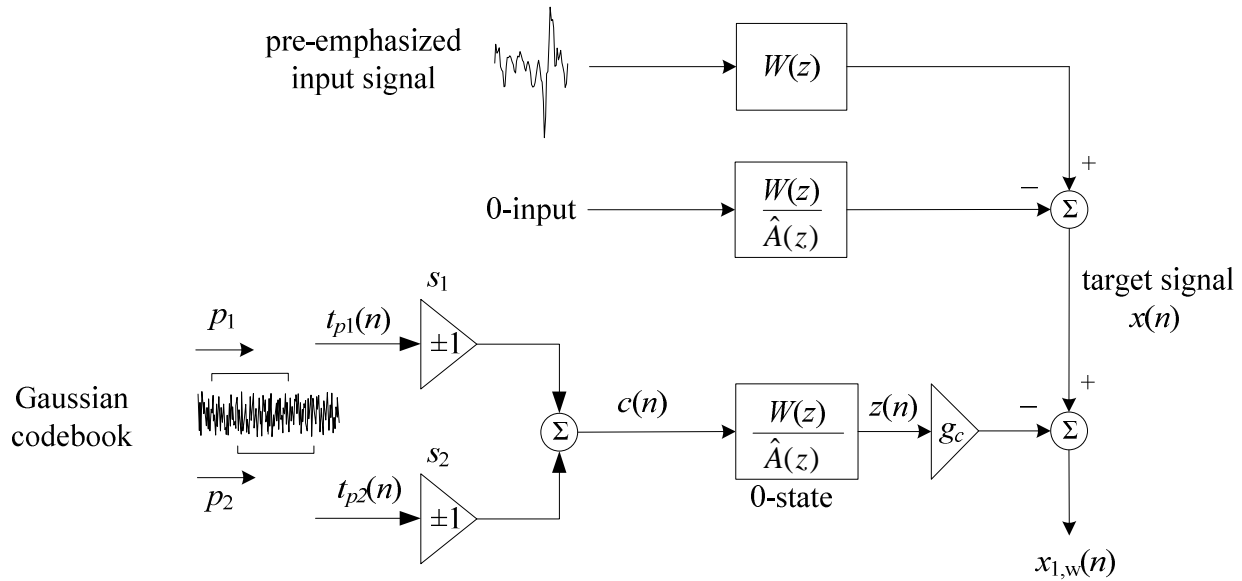 pre-emphasized
input signal
W(z)
+
0-input
W(z)
Â(z)
−
Σ
target signal
x(n)
s₁
p₁
tₚ₁(n)
±1
Gaussian
codebook
c(n)
Σ
W(z)
Â(z)
0-state
z(n)
g_c
−
+
Σ
s₂
p₂
tₚ₂(n)
±1
x₁,w(n)